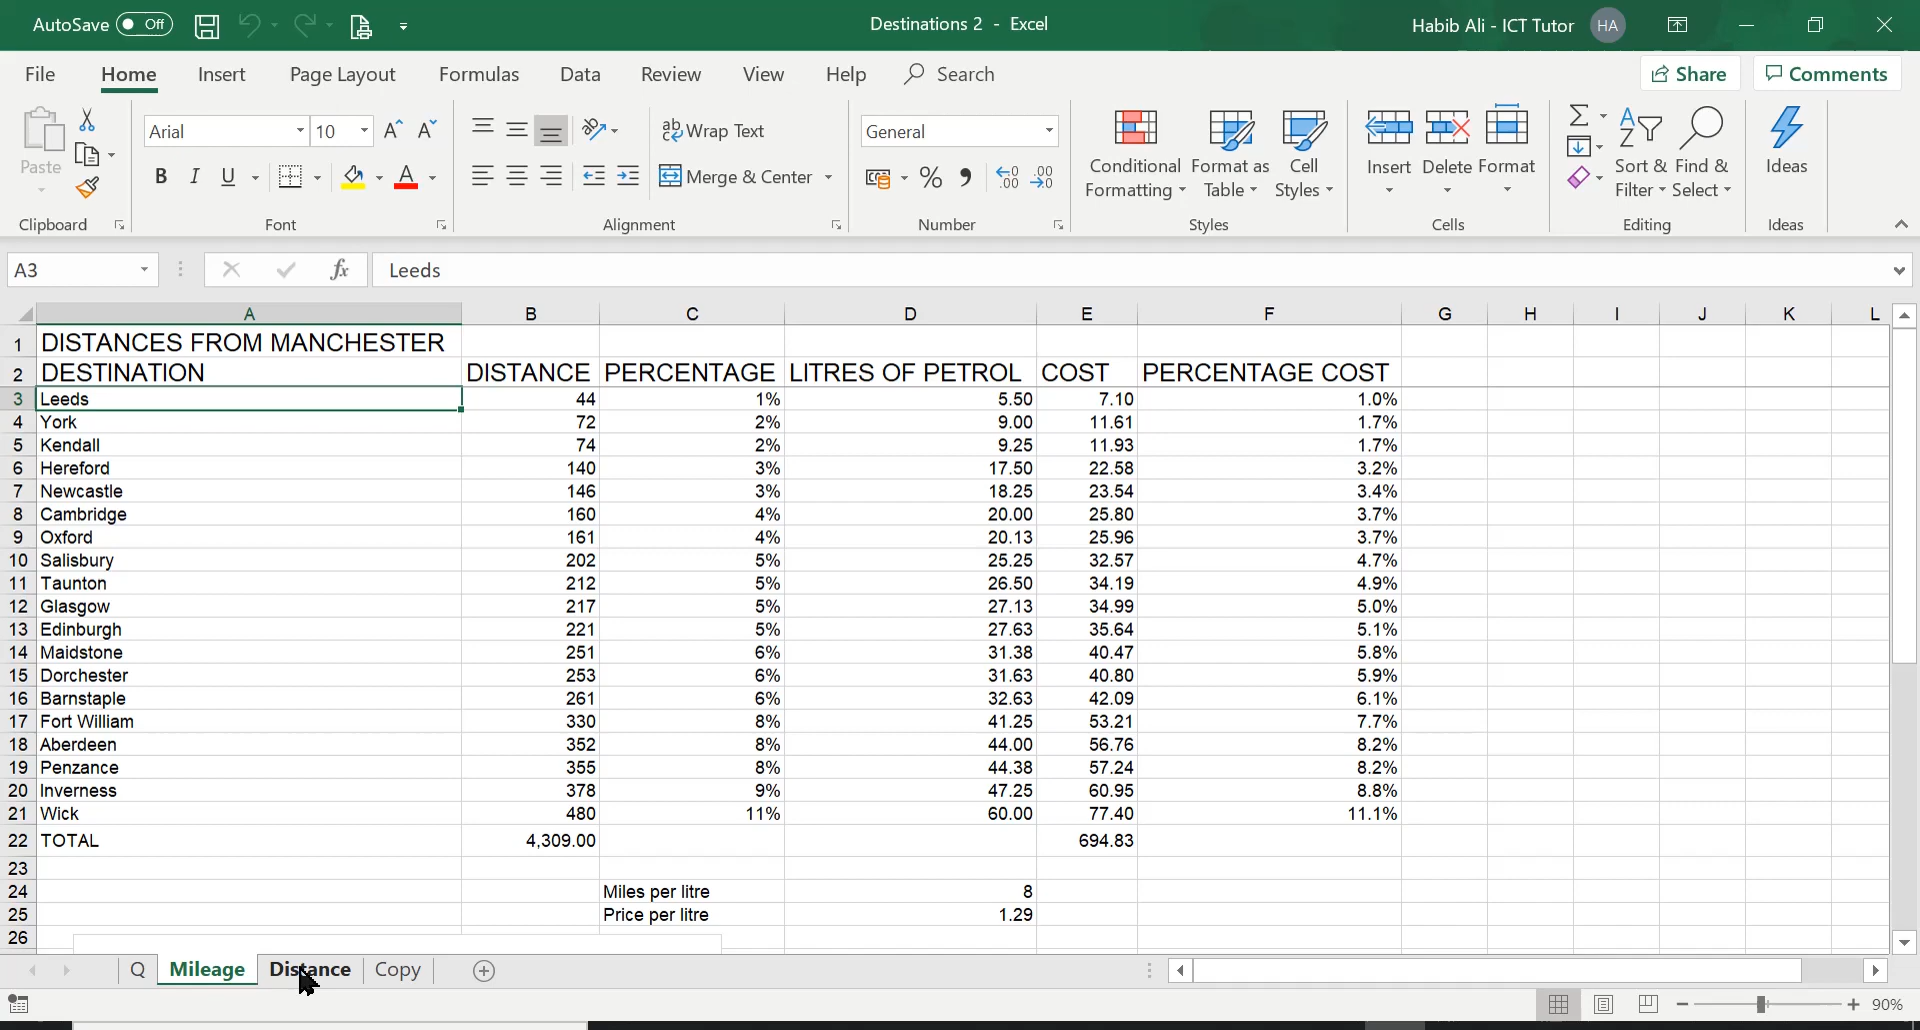 AutoSave Off Destinations 2 - Excel Habib Ali - ICT Tutor HA
File Home Insert Page Layout Formulas Data Review View Help Search Share Comments
Arial 10 A A ab Wrap Text General
Paste B I U A Merge & Center % , Conditional Formatting Format as Table Cell Styles Insert Delete Format Sort & Filter Find & Select Ideas
Clipboard Font Alignment Number Styles Cells Editing Ideas
A3 fx Leeds
A B C D E F G H I J K L
1 DISTANCES FROM MANCHESTER
2 DESTINATION DISTANCE PERCENTAGE LITRES OF PETROL COST PERCENTAGE COST
3 Leeds 44 1% 5.50 7.10 1.0%
4 York 72 2% 9.00 11.61 1.7%
5 Kendall 74 2% 9.25 11.93 1.7%
6 Hereford 140 3% 17.50 22.58 3.2%
7 Newcastle 146 3% 18.25 23.54 3.4%
8 Cambridge 160 4% 20.00 25.80 3.7%
9 Oxford 161 4% 20.13 25.96 3.7%
10 Salisbury 202 5% 25.25 32.57 4.7%
11 Taunton 212 5% 26.50 34.19 4.9%
12 Glasgow 217 5% 27.13 34.99 5.0%
13 Edinburgh 221 5% 27.63 35.64 5.1%
14 Maidstone 251 6% 31.38 40.47 5.8%
15 Dorchester 253 6% 31.63 40.80 5.9%
16 Barnstaple 261 6% 32.63 42.09 6.1%
17 Fort William 330 8% 41.25 53.21 7.7%
18 Aberdeen 352 8% 44.00 56.76 8.2%
19 Penzance 355 8% 44.38 57.24 8.2%
20 Inverness 378 9% 47.25 60.95 8.8%
21 Wick 480 11% 60.00 77.40 11.1%
22 TOTAL 4,309.00 694.83
23
24 Miles per litre 8
25 Price per litre 1.29
26
Q Mileage Distance Copy
90%